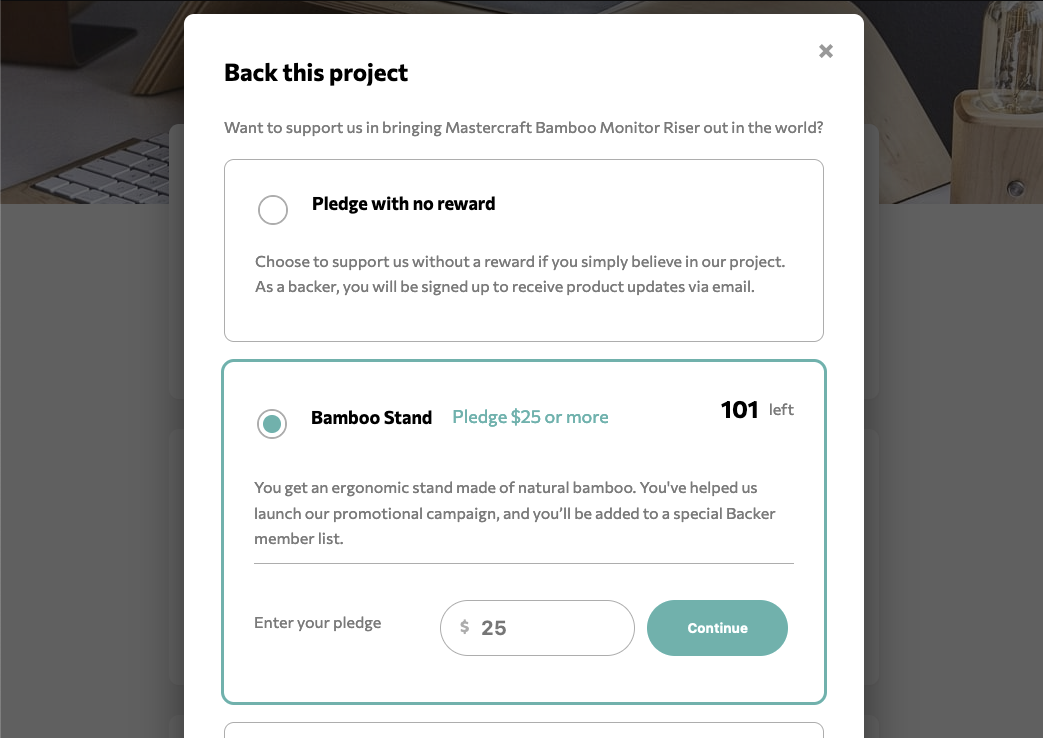 Back this project
Want to support us in bringing Mastercraft Bamboo Monitor Riser out in the world?
Pledge with no reward
Choose to support us without a reward if you simply believe in our project.
As a backer, you will be signed up to receive product updates via email.
Bamboo Stand Pledge $25 or more 101 left
You get an ergonomic stand made of natural bamboo. You've helped us
launch our promotional campaign, and you’ll be added to a special Backer
member list.
Enter your pledge $ 25 Continue